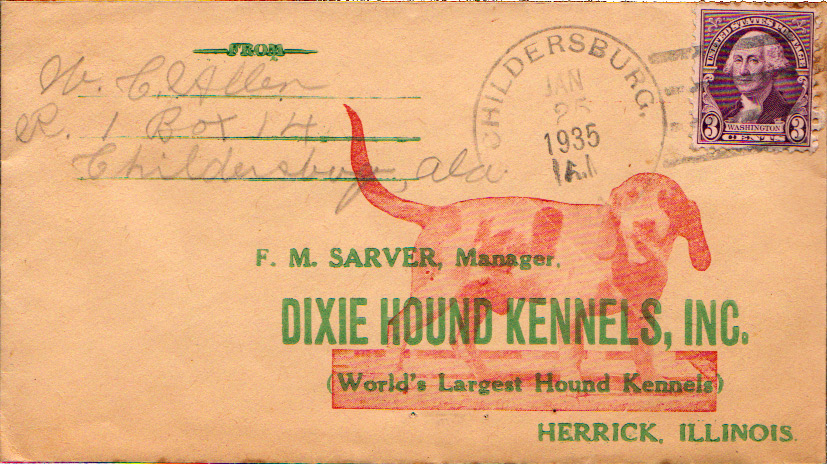 FROM
W. C. Allen
R. 1 Box 14
Childersburg, Ala
CHILDERSBURG,
JAN
25
1935
UNITED STATES POSTAGE
3 WASHINGTON 3
CENTS
F. M. SARVER, Manager,
DIXIE HOUND KENNELS, INC.
(World's Largest Hound Kennels)
HERRICK, ILLINOIS.